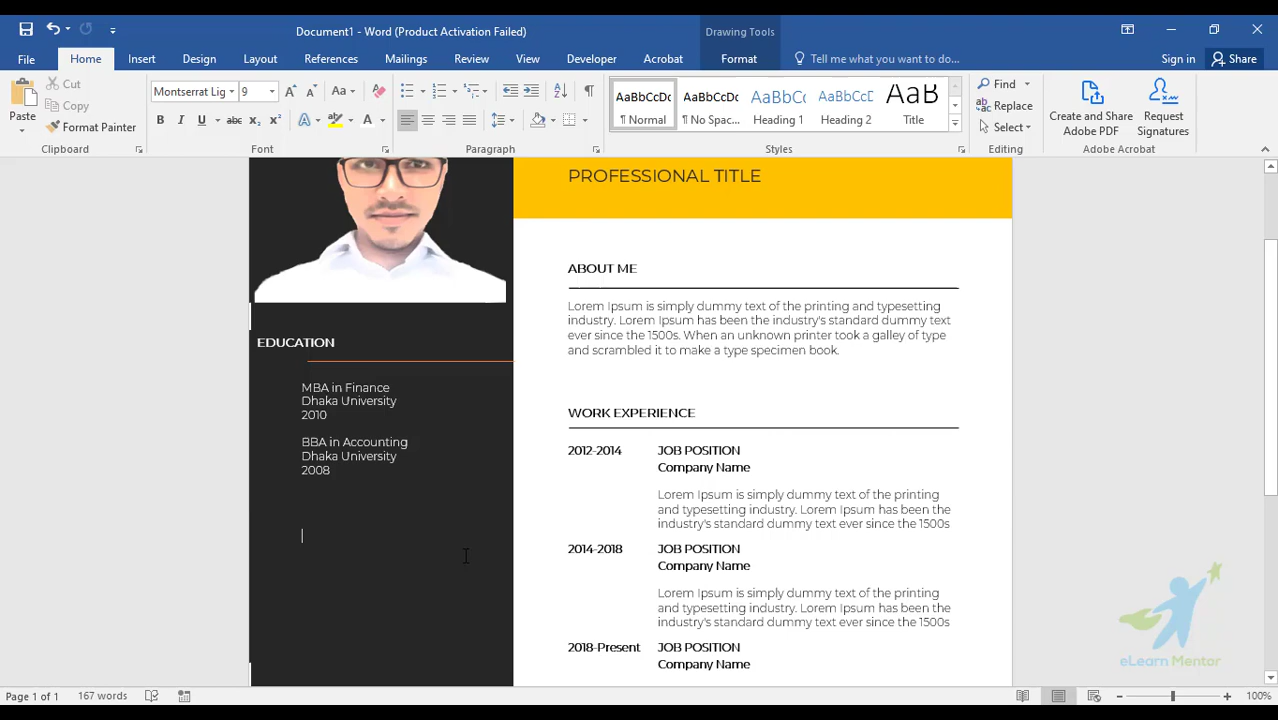 Document1 - Word (Product Activation Failed)
Drawing Tools
File
Home
Insert
Design
Layout
References
Mailings
Review
View
Developer
Acrobat
Format
Tell me what you want to do...
Sign in
Share
Paste
Cut
Copy
Format Painter
Clipboard
Montserrat Lig
9
Font
Paragraph
AaBbCcDc
¶ Normal
AaBbCcDc
¶ No Spac...
AaBbCc
Heading 1
AaBbCcC
Heading 2
AaBb
Title
Styles
Find
Replace
Select
Editing
Create and Share
Adobe PDF
Request
Signatures
Adobe Acrobat
EDUCATION
MBA in Finance
Dhaka University
2010
BBA in Accounting
Dhaka University
2008
PROFESSIONAL TITLE
ABOUT ME
Lorem Ipsum is simply dummy text of the printing and typesetting
industry. Lorem Ipsum has been the industry's standard dummy text
ever since the 1500s. When an unknown printer took a galley of type
and scrambled it to make a type specimen book.
WORK EXPERIENCE
2012-2014 JOB POSITION
Company Name
Lorem Ipsum is simply dummy text of the printing
and typesetting industry. Lorem Ipsum has been the
industry's standard dummy text ever since the 1500s
2014-2018 JOB POSITION
Company Name
Lorem Ipsum is simply dummy text of the printing
and typesetting industry. Lorem Ipsum has been the
industry's standard dummy text ever since the 1500s
2018-Present JOB POSITION
Company Name
eLearn Mentor
Page 1 of 1
167 words
100%